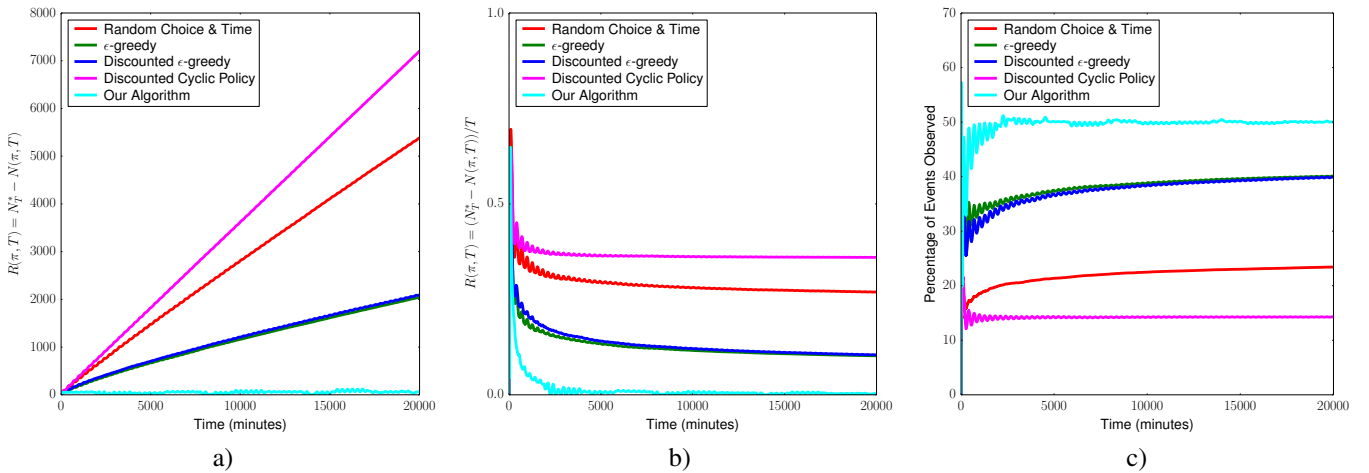 8000
7000
6000
5000
4000
3000
2000
1000
0
R(π, T) = N*_T − N(π, T)
Random Choice & Time
ϵ-greedy
Discounted ϵ-greedy
Discounted Cyclic Policy
Our Algorithm
0 5000 10000 15000 20000
Time (minutes)
a)
1.0
0.5
0.0
R(π, T) = (N*_T − N(π, T))/T
Random Choice & Time
ϵ-greedy
Discounted ϵ-greedy
Discounted Cyclic Policy
Our Algorithm
0 5000 10000 15000 20000
Time (minutes)
b)
70
60
50
40
30
20
10
0
Percentage of Events Observed
Random Choice & Time
ϵ-greedy
Discounted ϵ-greedy
Discounted Cyclic Policy
Our Algorithm
0 5000 10000 15000 20000
Time (minutes)
c)